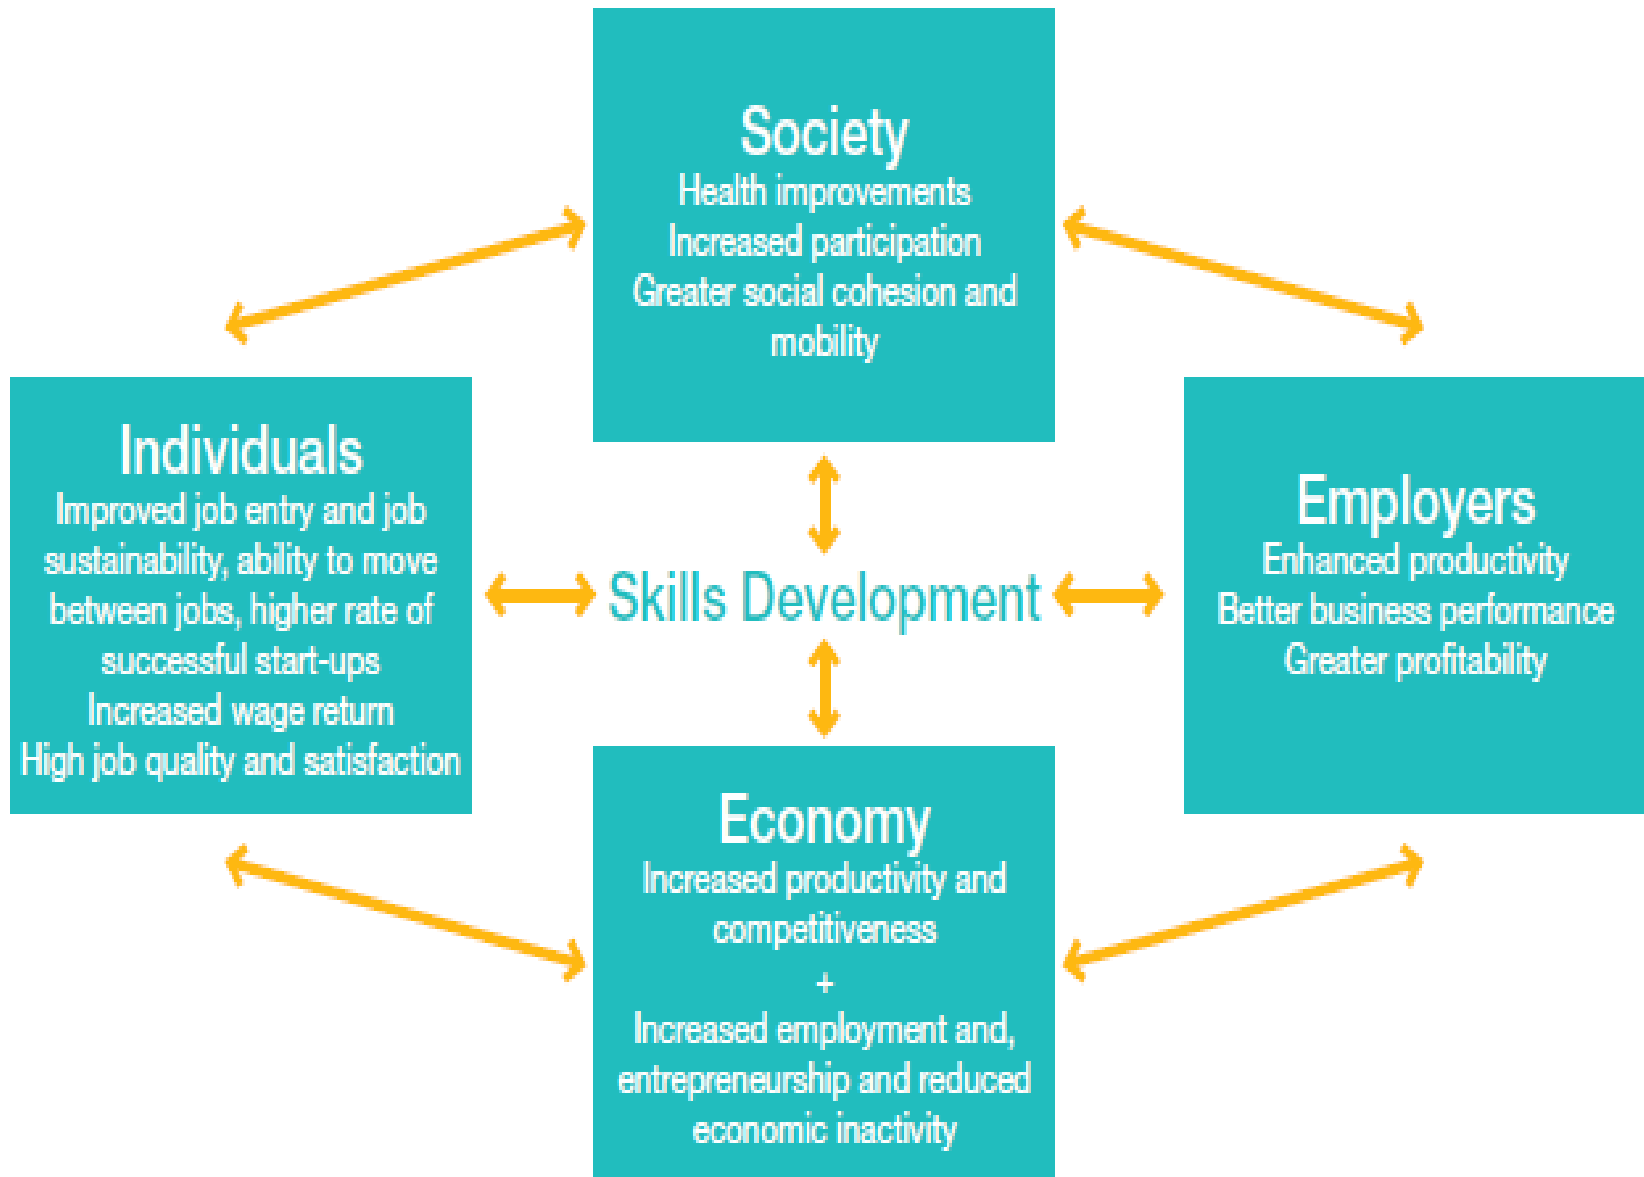 Society
Health improvements
Increased participation
Greater social cohesion and
mobility
Individuals
Improved job entry and job
sustainability, ability to move
between jobs, higher rate of
successful start-ups
Increased wage return
High job quality and satisfaction
Skills Development
Employers
Enhanced productivity
Better business performance
Greater profitability
Economy
Increased productivity and
competitiveness
+
Increased employment and,
entrepreneurship and reduced
economic inactivity